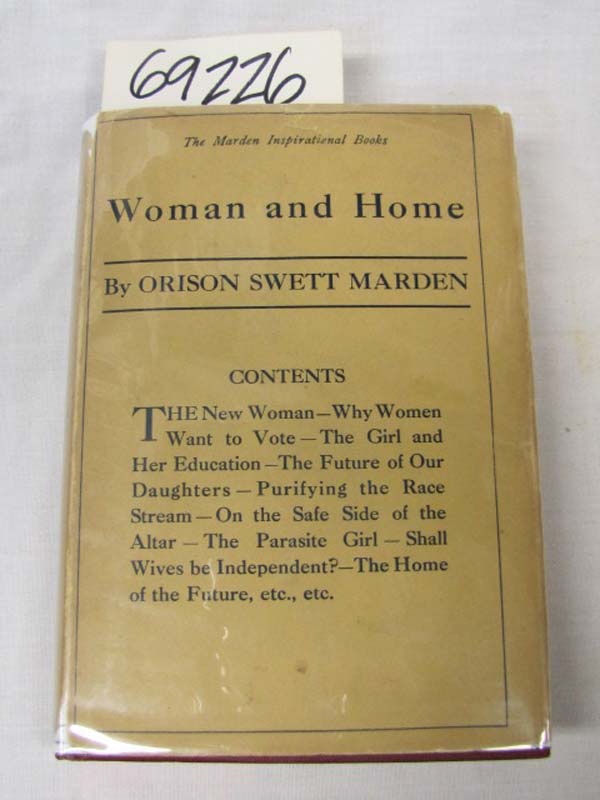 69226
The Marden Inspirational Books
Woman and Home
By ORISON SWETT MARDEN
CONTENTS
THE New Woman—Why Women
Want to Vote—The Girl and
Her Education—The Future of Our
Daughters—Purifying the Race
Stream—On the Safe Side of the
Altar—The Parasite Girl—Shall
Wives be Independent?—The Home
of the Future, etc., etc.